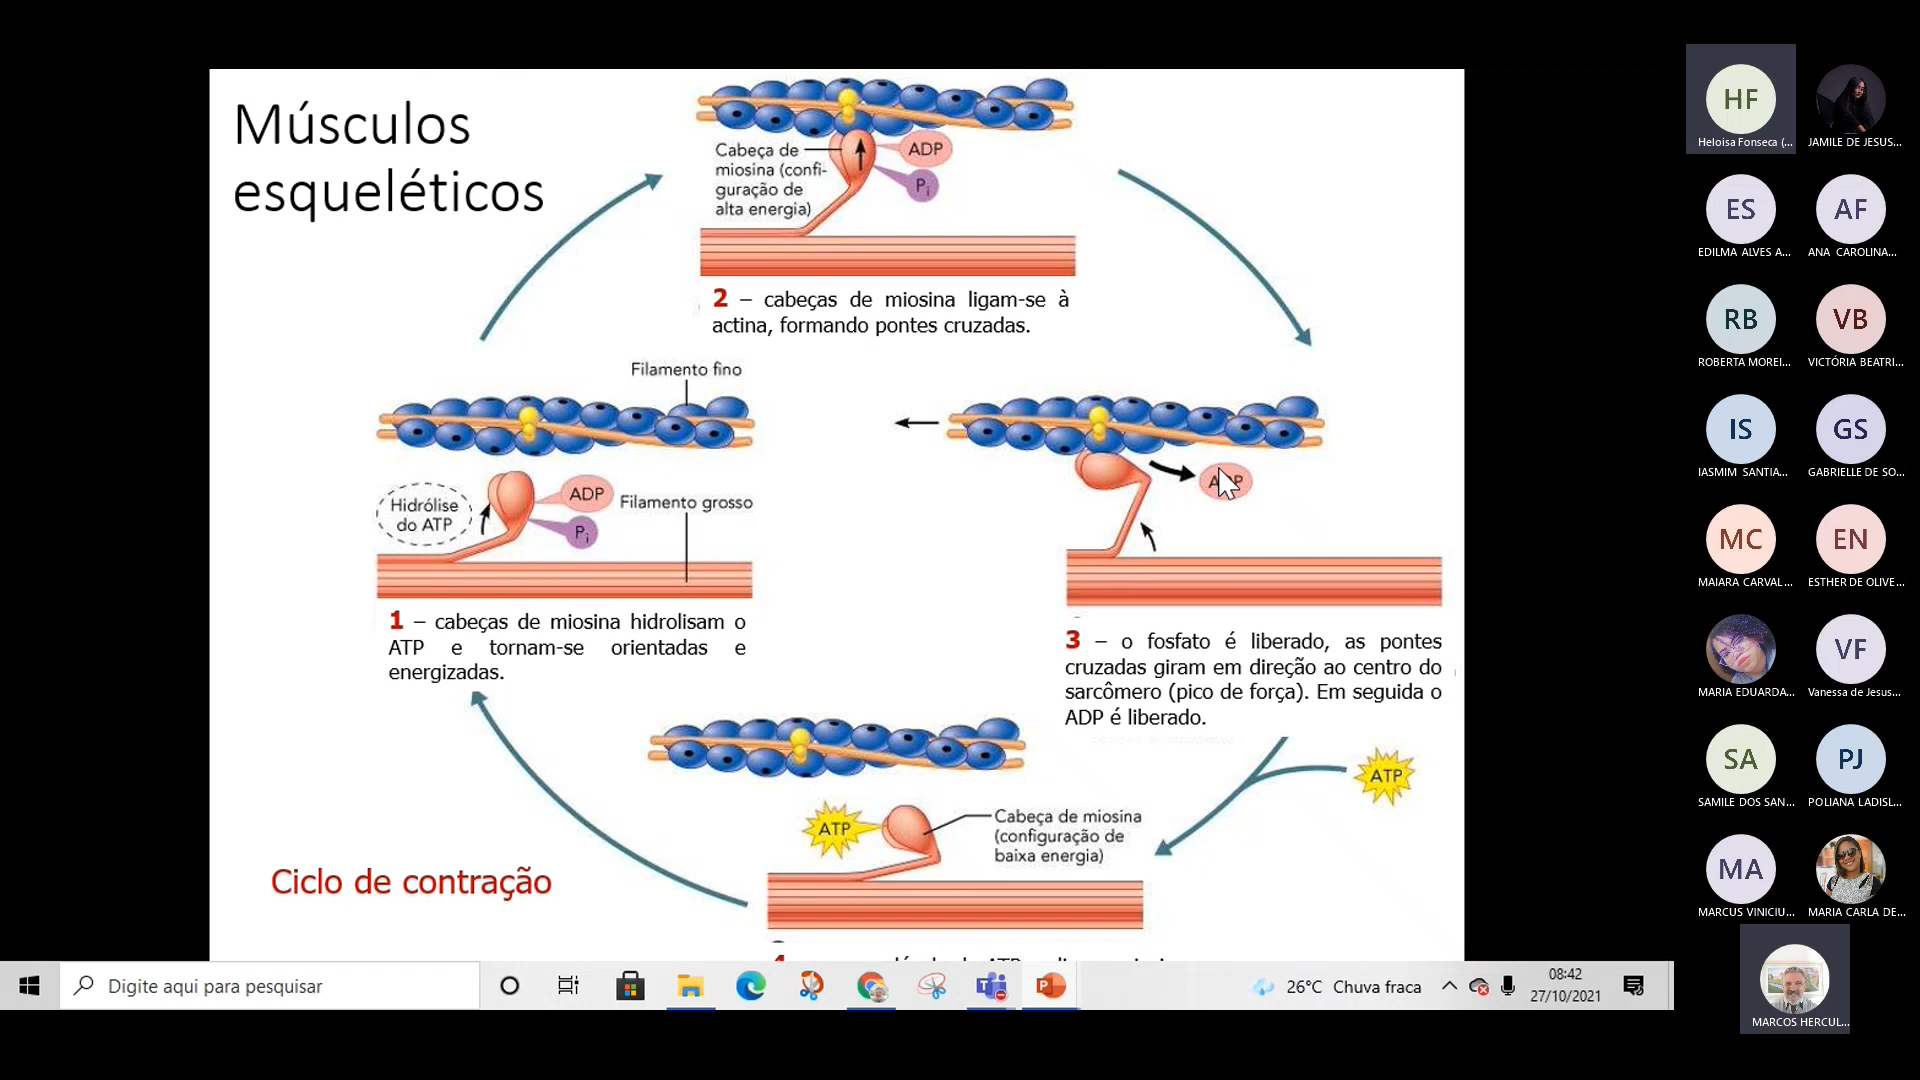 Músculos
esqueléticos
Cabeça de
miosina (confi-
guração de
alta energia)
ADP
Pi
2 – cabeças de miosina ligam-se à
actina, formando pontes cruzadas.
Filamento fino
Hidrólise
do ATP
ADP
Pi
Filamento grosso
1 – cabeças de miosina hidrolisam o
ATP e tornam-se orientadas e
energizadas.
3 – o fosfato é liberado, as pontes
cruzadas giram em direção ao centro do
sarcômero (pico de força). Em seguida o
ADP é liberado.
ATP
ATP
Cabeça de miosina
(configuração de
baixa energia)
Ciclo de contração
Digite aqui para pesquisar
26°C Chuva fraca
08:42
27/10/2021
HF
Heloisa Fonseca (...
JAMILE DE JESUS...
ES
EDILMA ALVES A...
AF
ANA CAROLINA...
RB
ROBERTA MOREI...
VB
VICTÓRIA BEATRI...
IS
IASMIM SANTIA...
GS
GABRIELLE DE SO...
MC
MAIARA CARVAL...
EN
ESTHER DE OLIVE...
MARIA EDUARDA...
VF
Vanessa de Jesus...
SA
SAMILE DOS SAN...
PJ
POLIANA LADISL...
MA
MARCUS VINICIU...
MARIA CARLA DE...
MARCOS HERCUL...